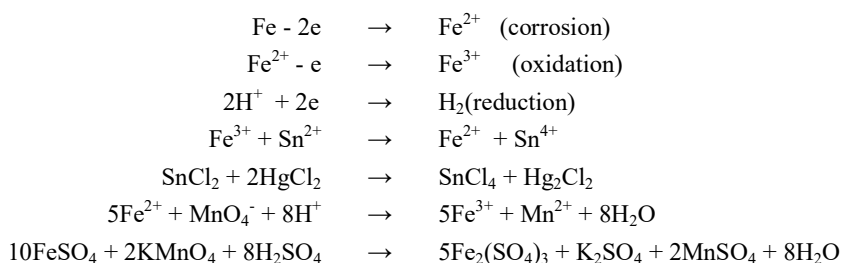 Fe - 2e → Fe²⁺ (corrosion)
Fe²⁺ - e → Fe³⁺ (oxidation)
2H⁺ + 2e → H₂(reduction)
Fe³⁺ + Sn²⁺ → Fe²⁺ + Sn⁴⁺
SnCl₂ + 2HgCl₂ → SnCl₄ + Hg₂Cl₂
5Fe²⁺ + MnO₄⁻ + 8H⁺ → 5Fe³⁺ + Mn²⁺ + 8H₂O
10FeSO₄ + 2KMnO₄ + 8H₂SO₄ → 5Fe₂(SO₄)₃ + K₂SO₄ + 2MnSO₄ + 8H₂O